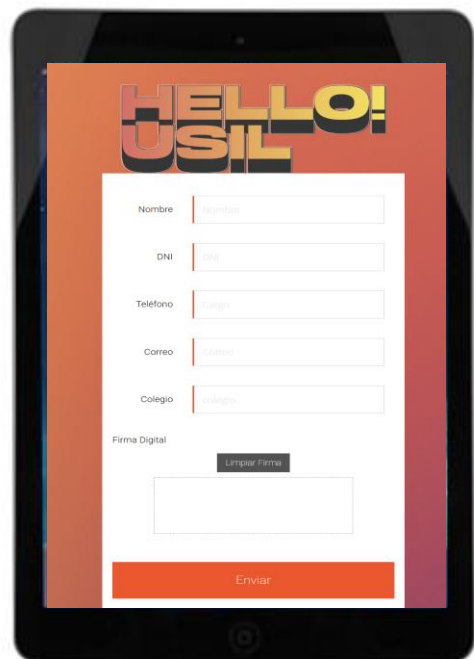 HELLO!
USIL
Nombre Nombre
DNI DNI
Teléfono Cargo
Correo Correo
Colegio colegio
Firma Digital
Limpiar Firma
Enviar